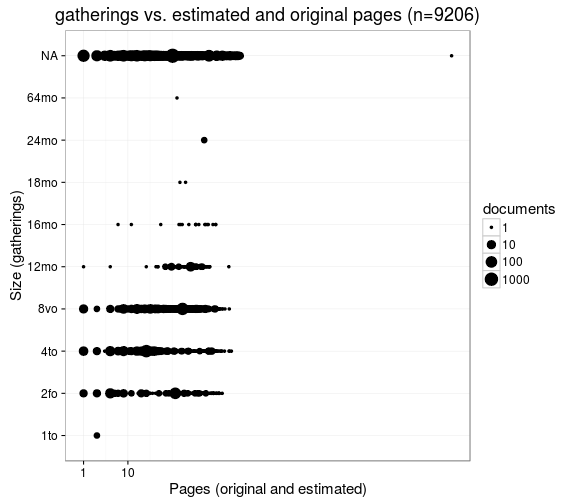 gatherings vs. estimated and original pages (n=9206)
NA
64mo
24mo
18mo
16mo
12mo
8vo
4to
2fo
1to
Size (gatherings)
1 10
Pages (original and estimated)
documents
1
10
100
1000